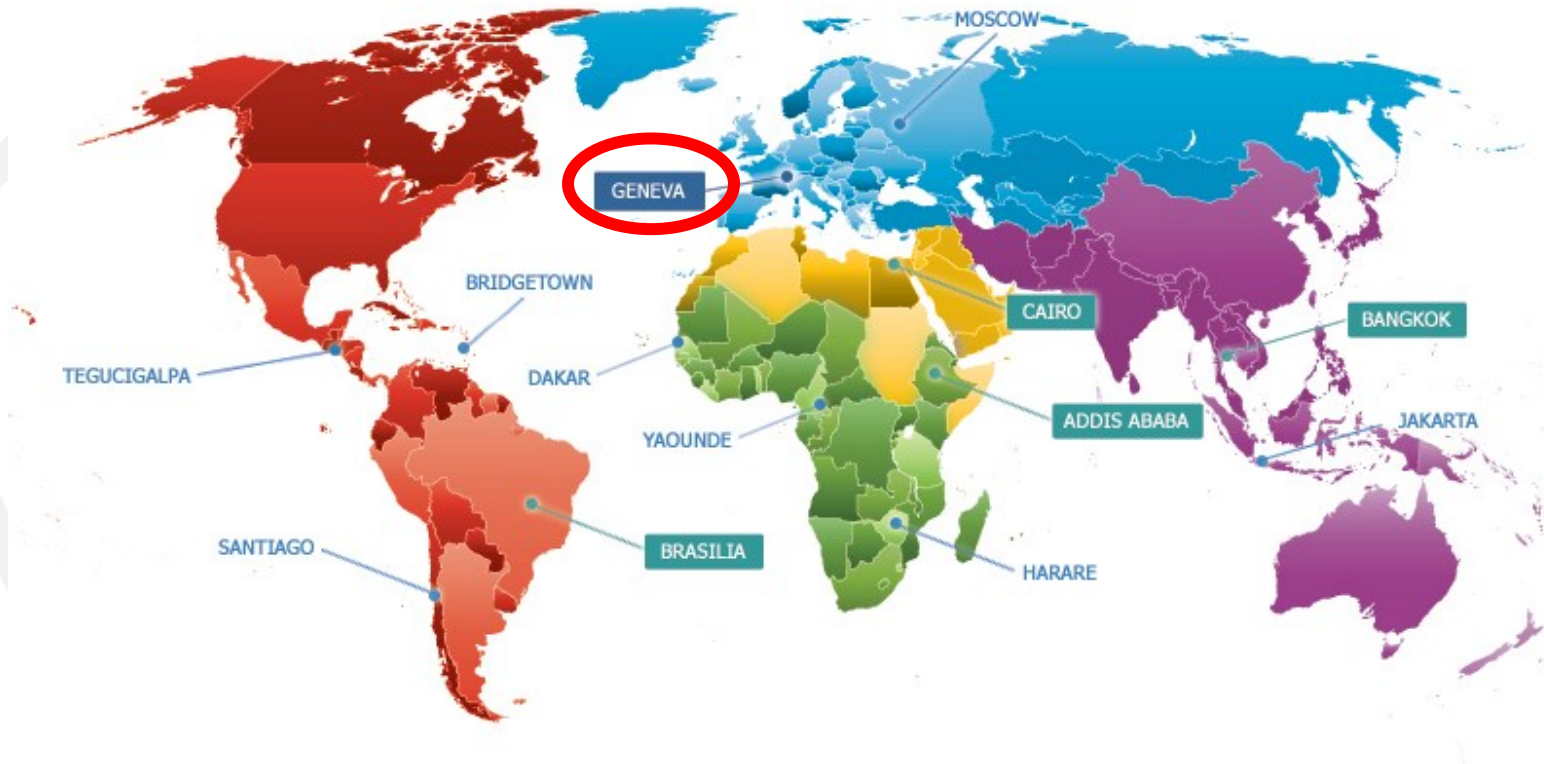 MOSCOW
GENEVA
BRIDGETOWN
CAIRO
BANGKOK
TEGUCIGALPA
DAKAR
ADDIS ABABA
JAKARTA
YAOUNDE
SANTIAGO
BRASILIA
HARARE